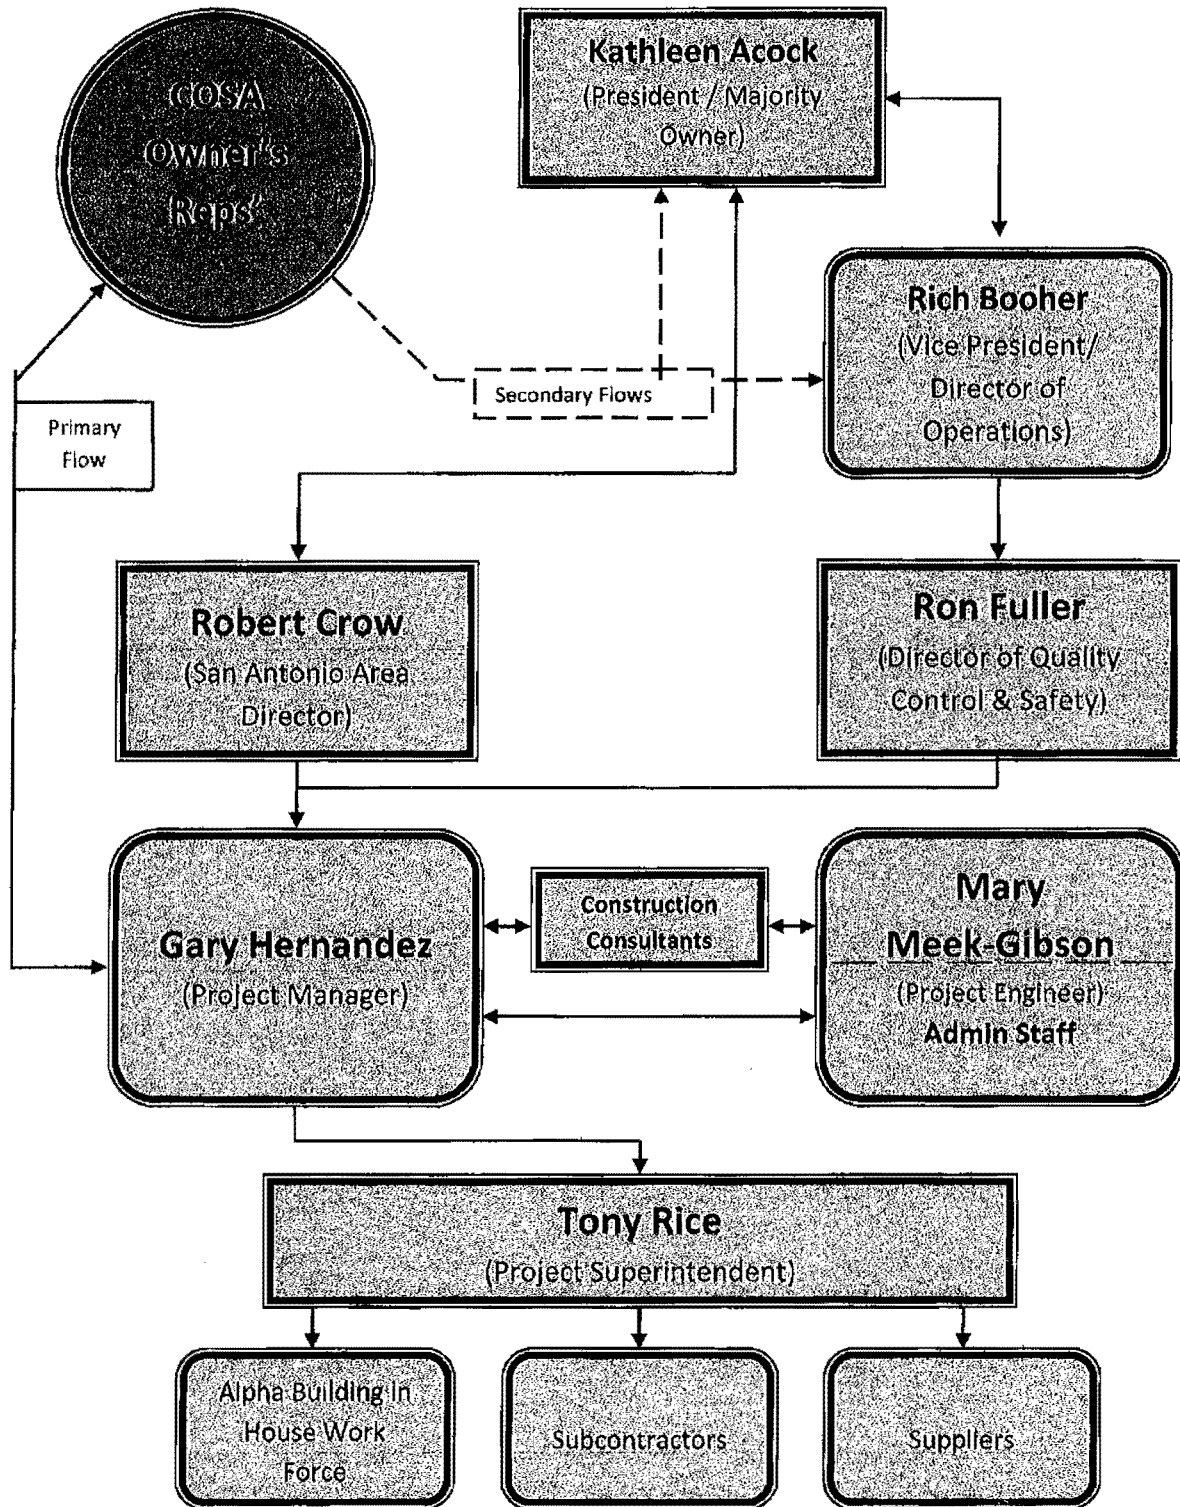 COSA
Owner's
Reps'
Kathleen Acock
(President / Majority
Owner)
Rich Booher
(Vice President/
Director of
Operations)
Secondary Flows
Primary
Flow
Robert Crow
(San Antonio Area
Director)
Ron Fuller
(Director of Quality
Control & Safety)
Gary Hernandez
(Project Manager)
Construction
Consultants
Mary
Meek-Gibson
(Project Engineer)
Admin Staff
Tony Rice
(Project Superintendent)
Alpha Building In
House Work
Force
Subcontractors
Suppliers